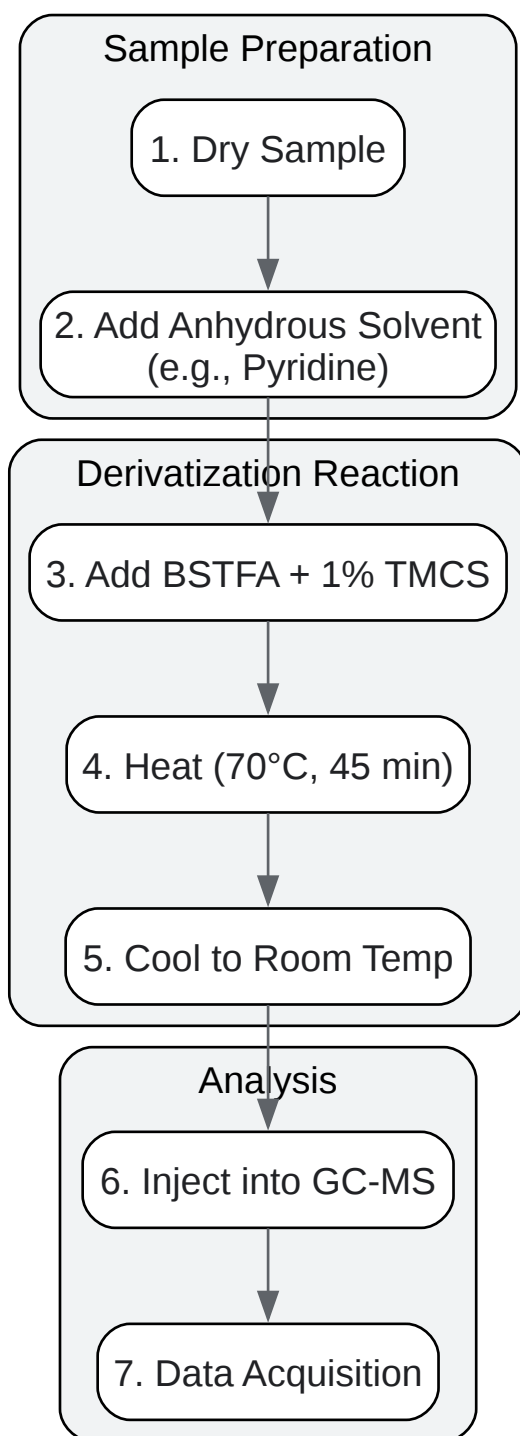 Sample Preparation
1. Dry Sample
2. Add Anhydrous Solvent
(e.g., Pyridine)
Derivatization Reaction
3. Add BSTFA + 1% TMCS
4. Heat (70°C, 45 min)
5. Cool to Room Temp
Analysis
6. Inject into GC-MS
7. Data Acquisition